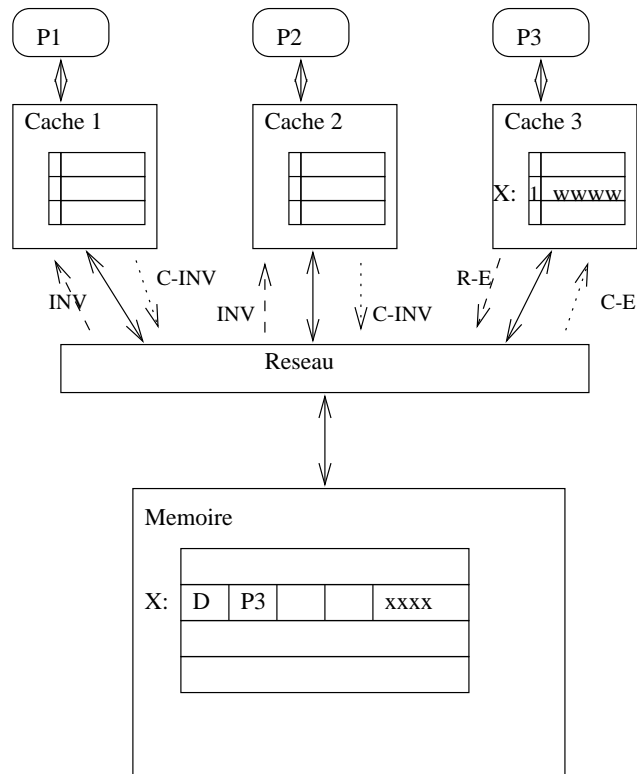 P1 P2 P3
Cache 1 Cache 2 Cache 3
X: 1 wwww
C-INV R-E
INV INV C-INV C-E
Reseau
Memoire
X: D P3 xxxx